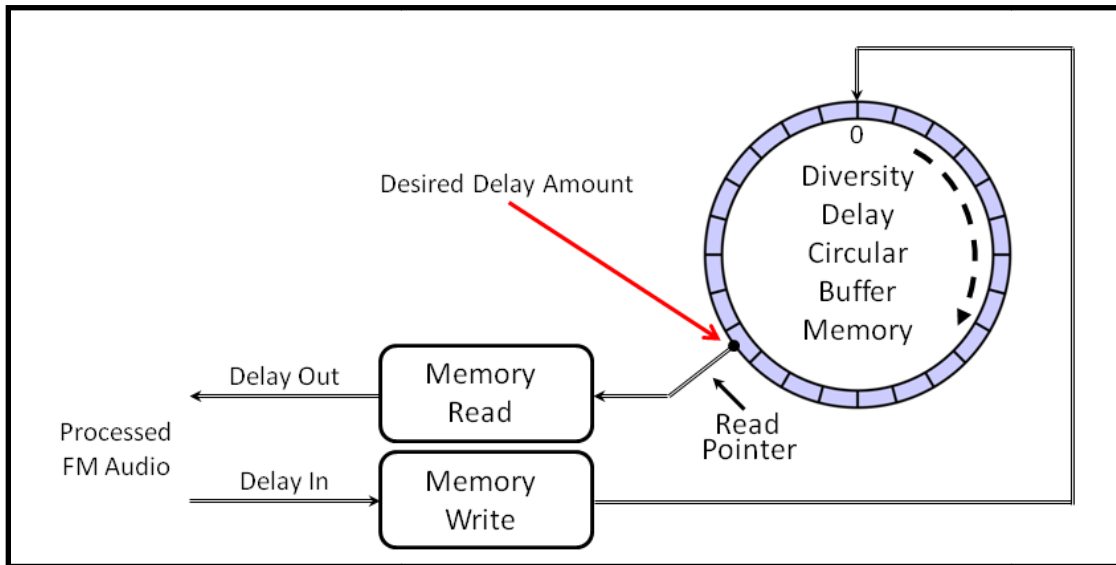 0
Diversity
Delay
Circular
Buffer
Memory
Desired Delay Amount
Delay Out
Memory
Read
Read
Pointer
Processed
FM Audio
Delay In
Memory
Write